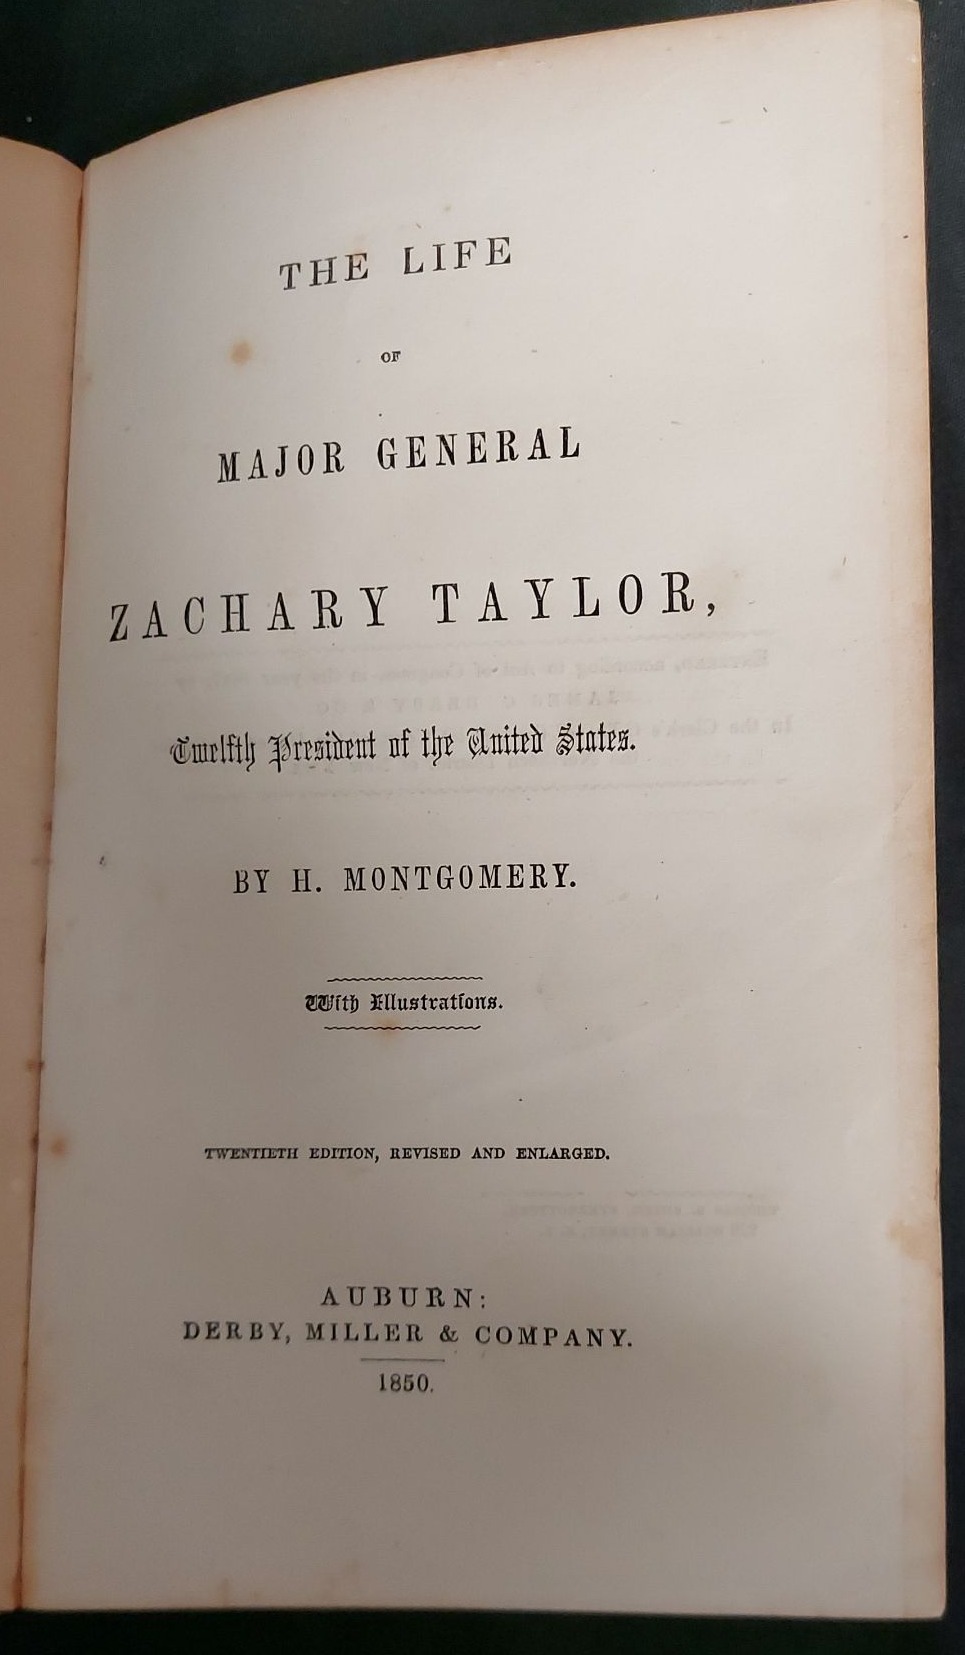 THE LIFE
OF
MAJOR GENERAL
ZACHARY TAYLOR,
Twelfth President of the United States.
BY H. MONTGOMERY.
With Illustrations.
TWENTIETH EDITION, REVISED AND ENLARGED.
AUBURN:
DERBY, MILLER & COMPANY.
1850.